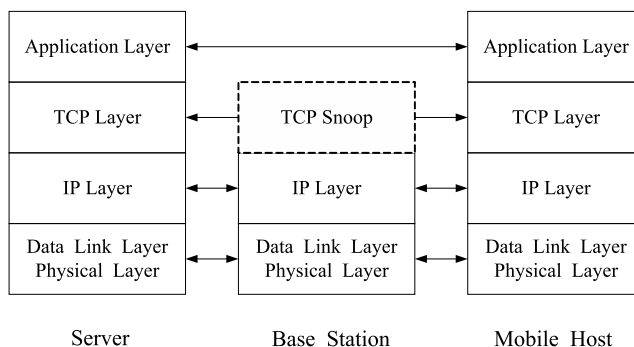 Application Layer
Application Layer
TCP Layer
TCP Snoop
TCP Layer
IP Layer
IP Layer
IP Layer
Data Link Layer
Physical Layer
Data Link Layer
Physical Layer
Data Link Layer
Physical Layer
Server
Base Station
Mobile Host